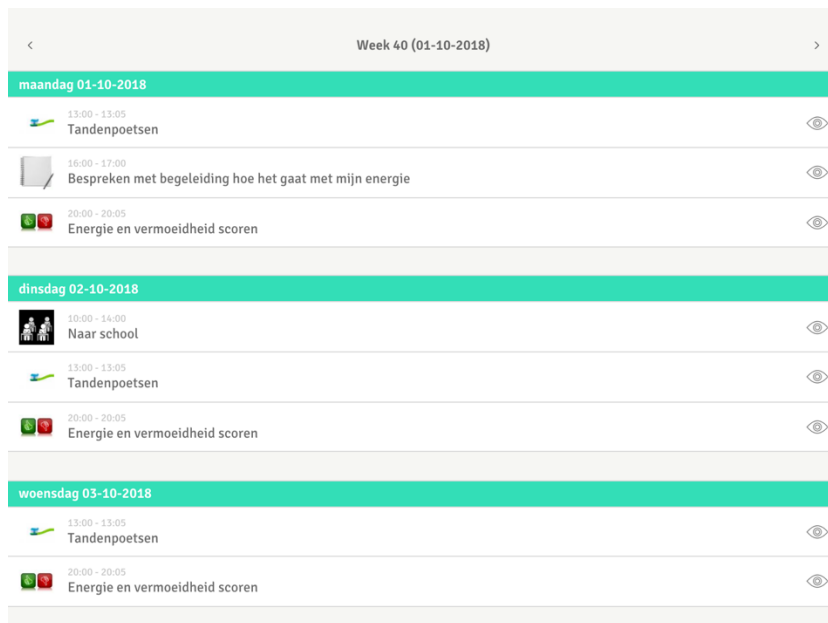 Week 40 (01-10-2018)
maandag 01-10-2018
13:00 - 13:05
Tandenpoetsen
16:00 - 17:00
Bespreken met begeleiding hoe het gaat met mijn energie
20:00 - 20:05
Energie en vermoeidheid scoren
dinsdag 02-10-2018
10:00 - 14:00
Naar school
13:00 - 13:05
Tandenpoetsen
20:00 - 20:05
Energie en vermoeidheid scoren
woensdag 03-10-2018
13:00 - 13:05
Tandenpoetsen
20:00 - 20:05
Energie en vermoeidheid scoren